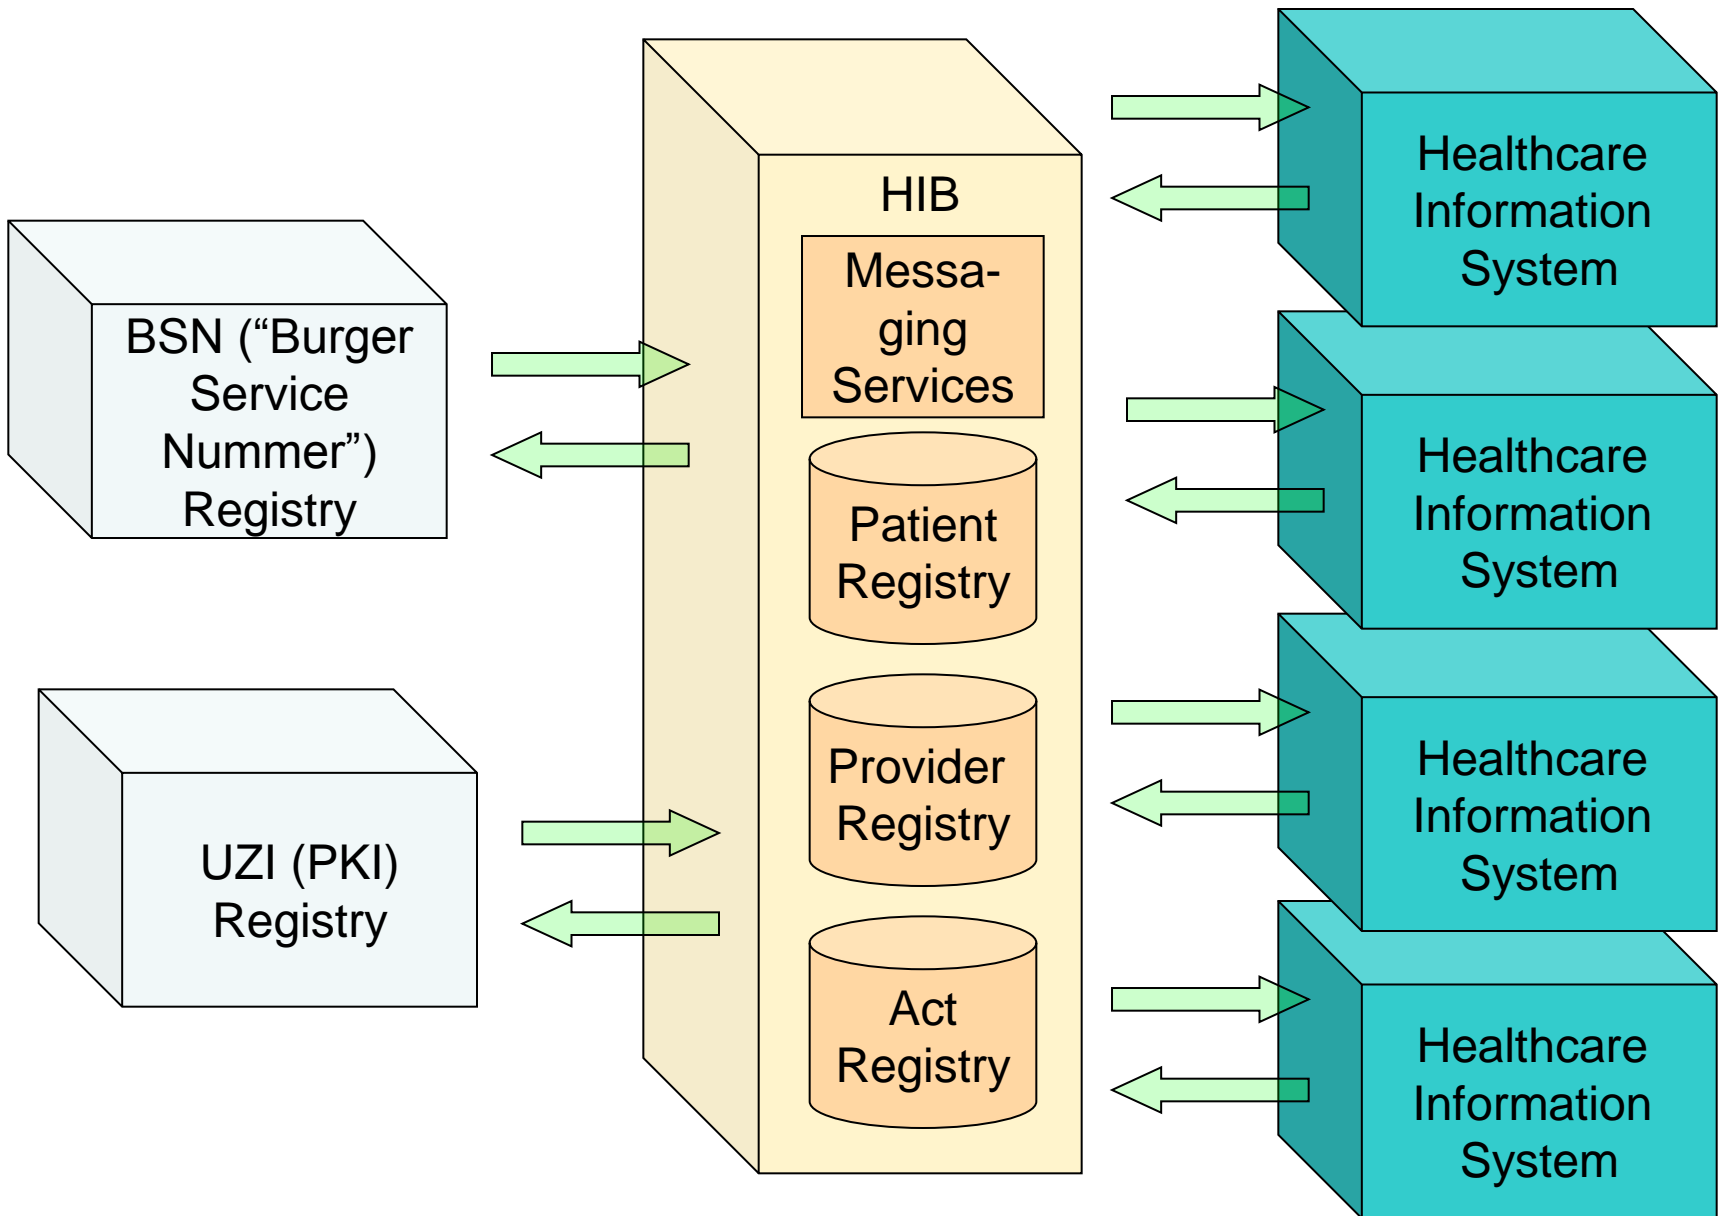 BSN (“Burger
Service
Nummer”)
Registry
UZI (PKI)
Registry
HIB
Messa-
ging
Services
Patient
Registry
Provider
Registry
Act
Registry
Healthcare
Information
System
Healthcare
Information
System
Healthcare
Information
System
Healthcare
Information
System